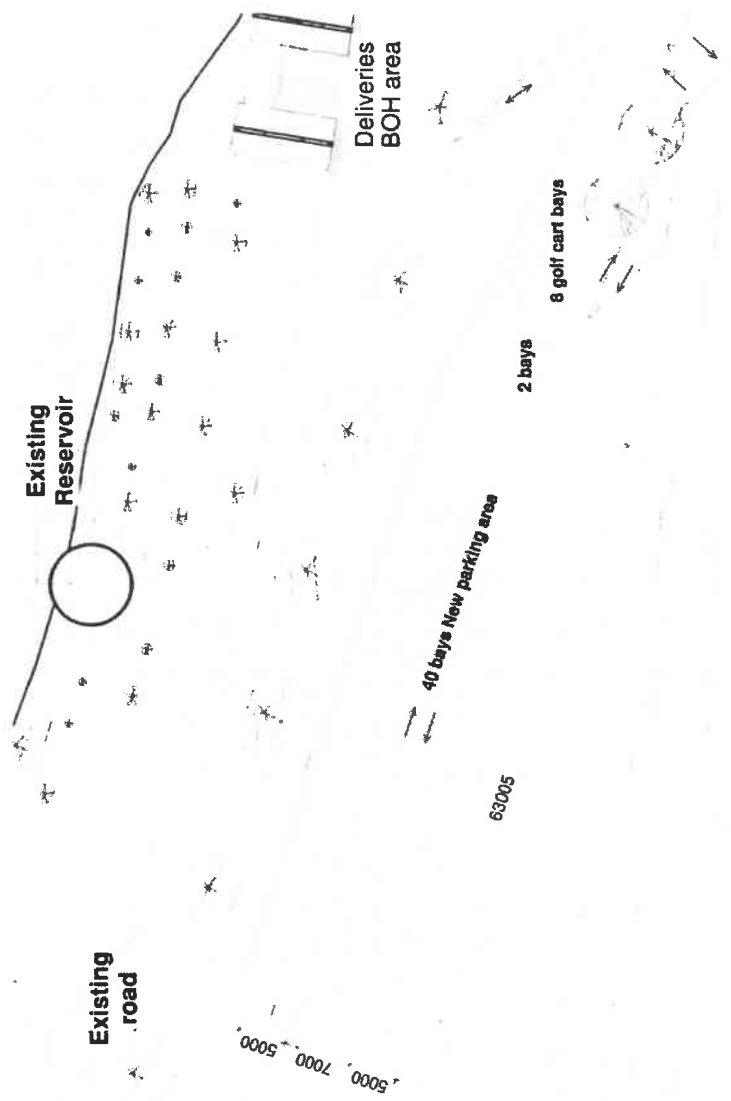 Existing
road
Existing
Reservoir
Deliveries
BOH area
5000 7000 5000
63005
40 bays New parking area
2 bays
8 golf cart bays